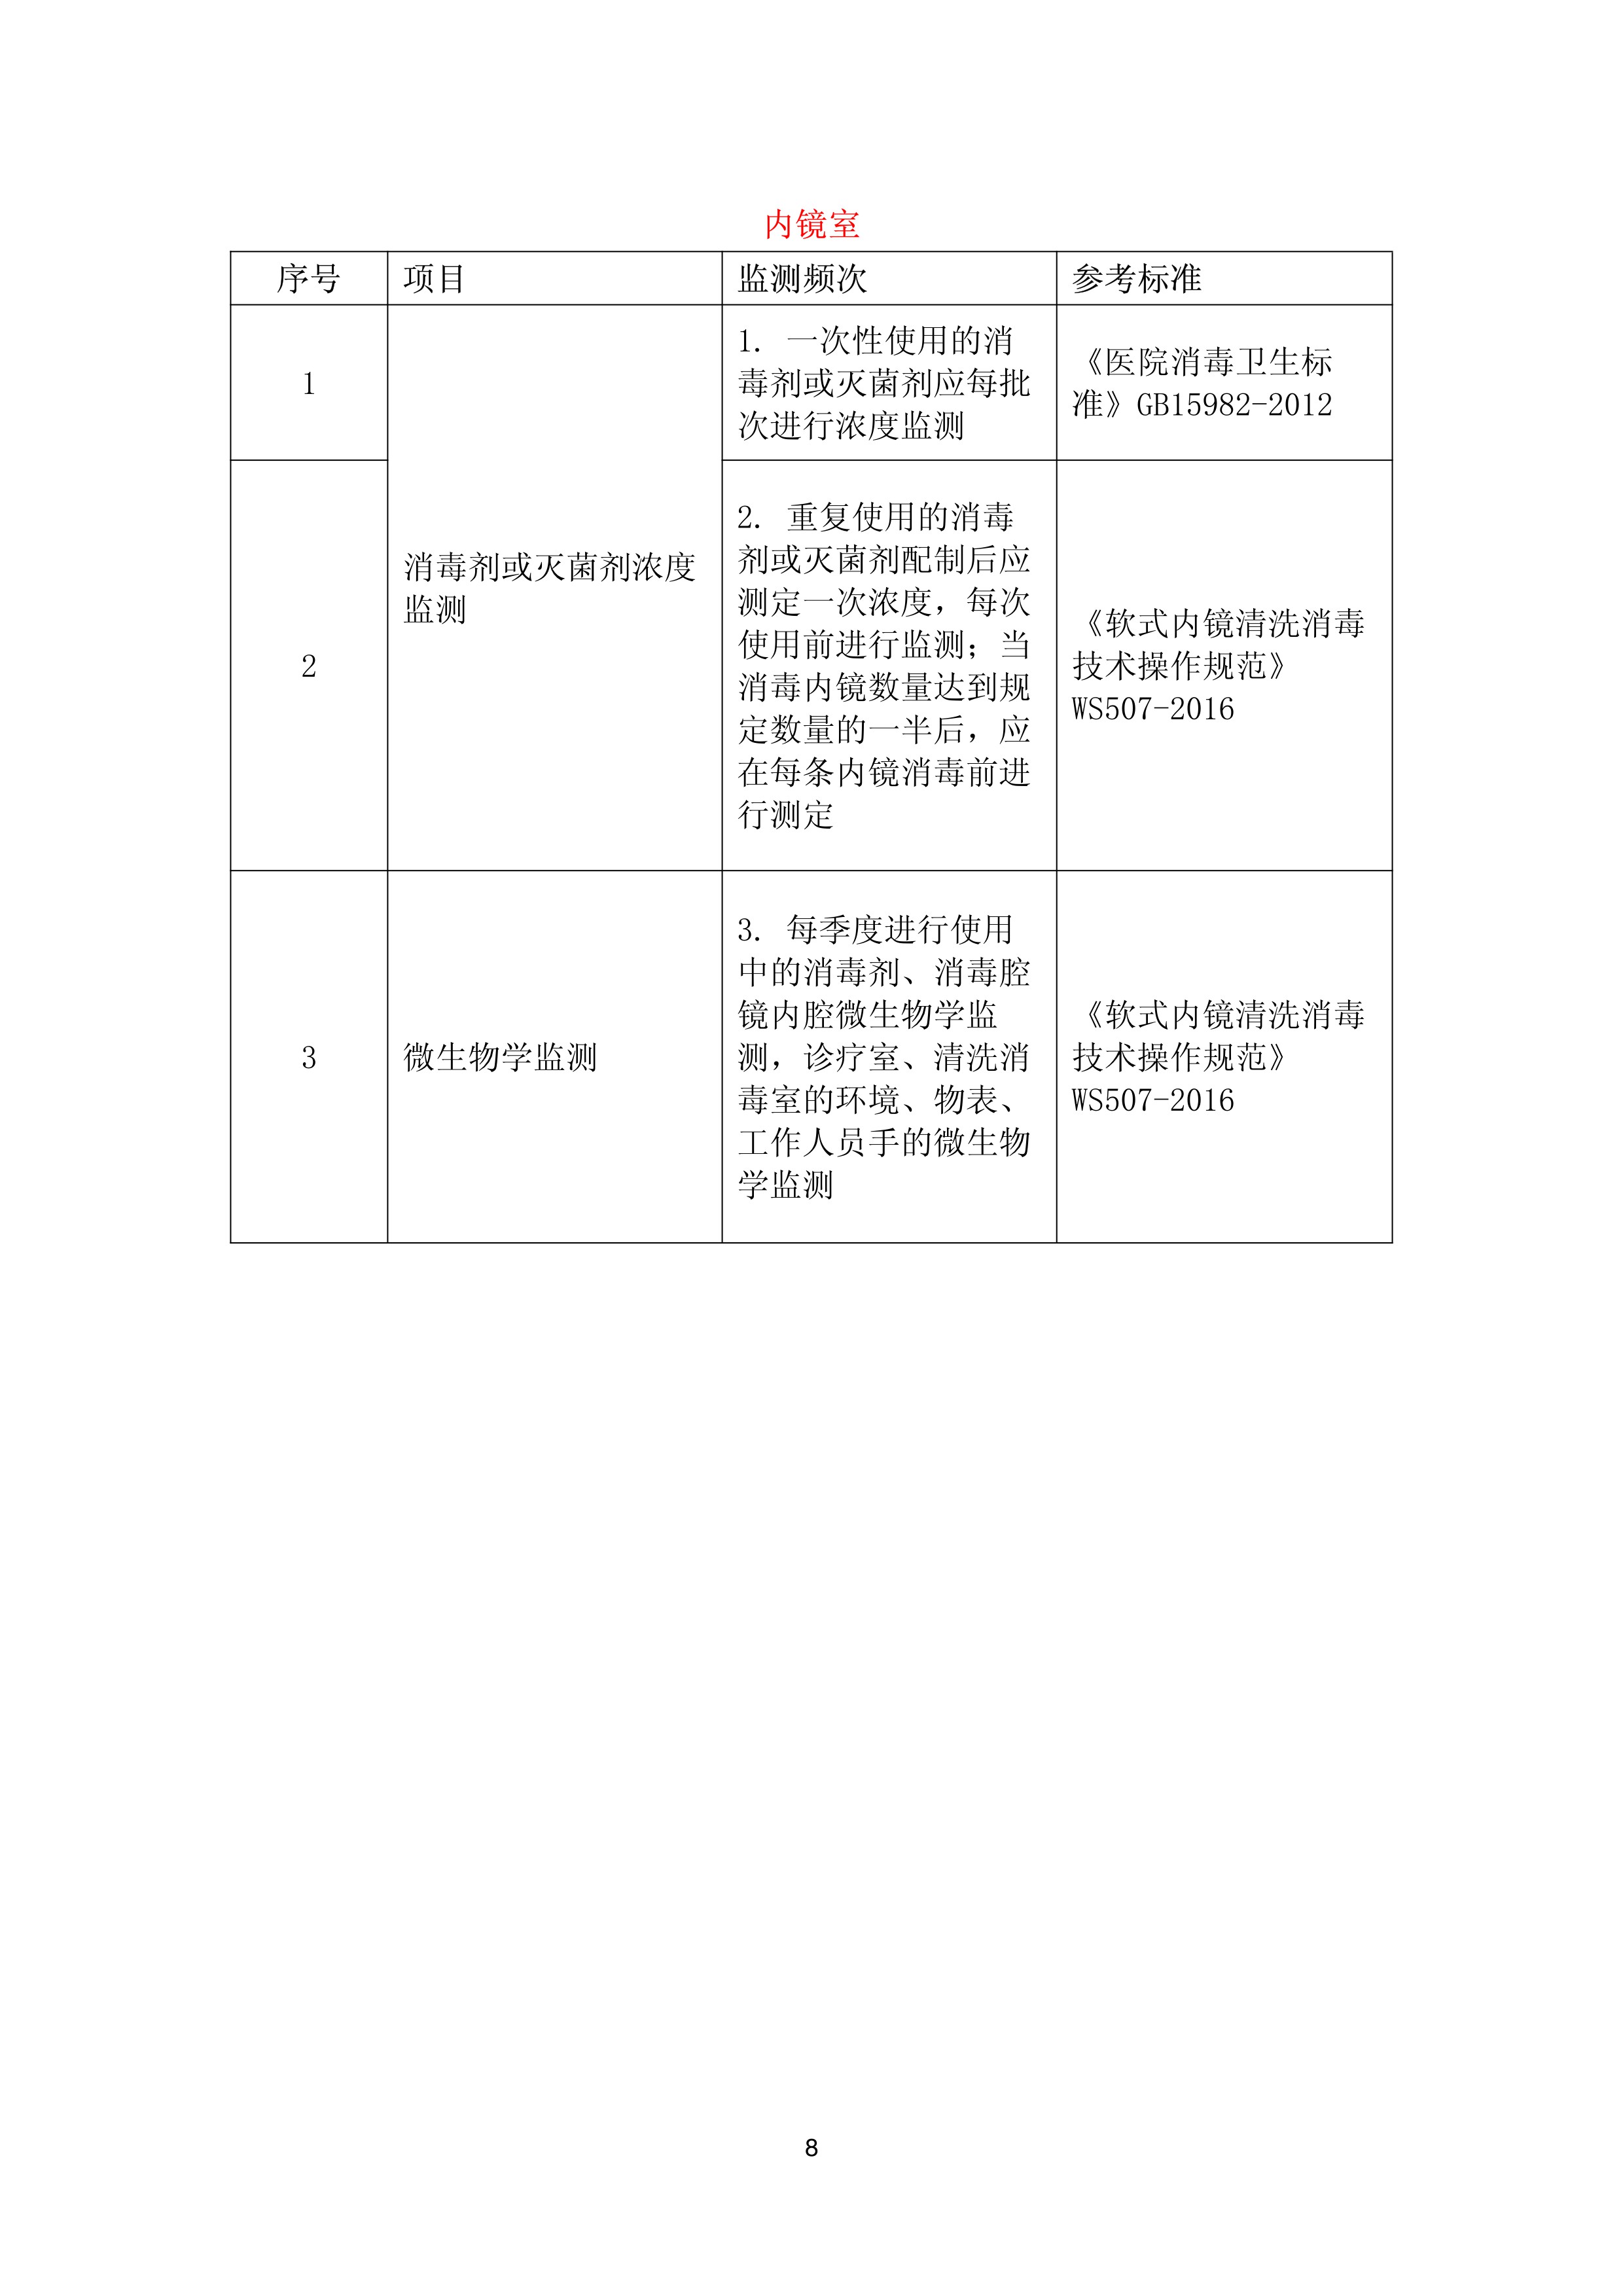 内镜室
序号 项目 监测频次 参考标准
1
消毒剂或灭菌剂浓度
监测
1. 一次性使用的消
毒剂或灭菌剂应每批
次进行浓度监测
《医院消毒卫生标
准》GB15982-2012
2
2. 重复使用的消毒
剂或灭菌剂配制后应
测定一次浓度，每次
使用前进行监测；当
消毒内镜数量达到规
定数量的一半后，应
在每条内镜消毒前进
行测定
《软式内镜清洗消毒
技术操作规范》
WS507-2016
3
微生物学监测
3. 每季度进行使用
中的消毒剂、消毒腔
镜内腔微生物学监
测，诊疗室、清洗消
毒室的环境、物表、
工作人员手的微生物
学监测
《软式内镜清洗消毒
技术操作规范》
WS507-2016
8